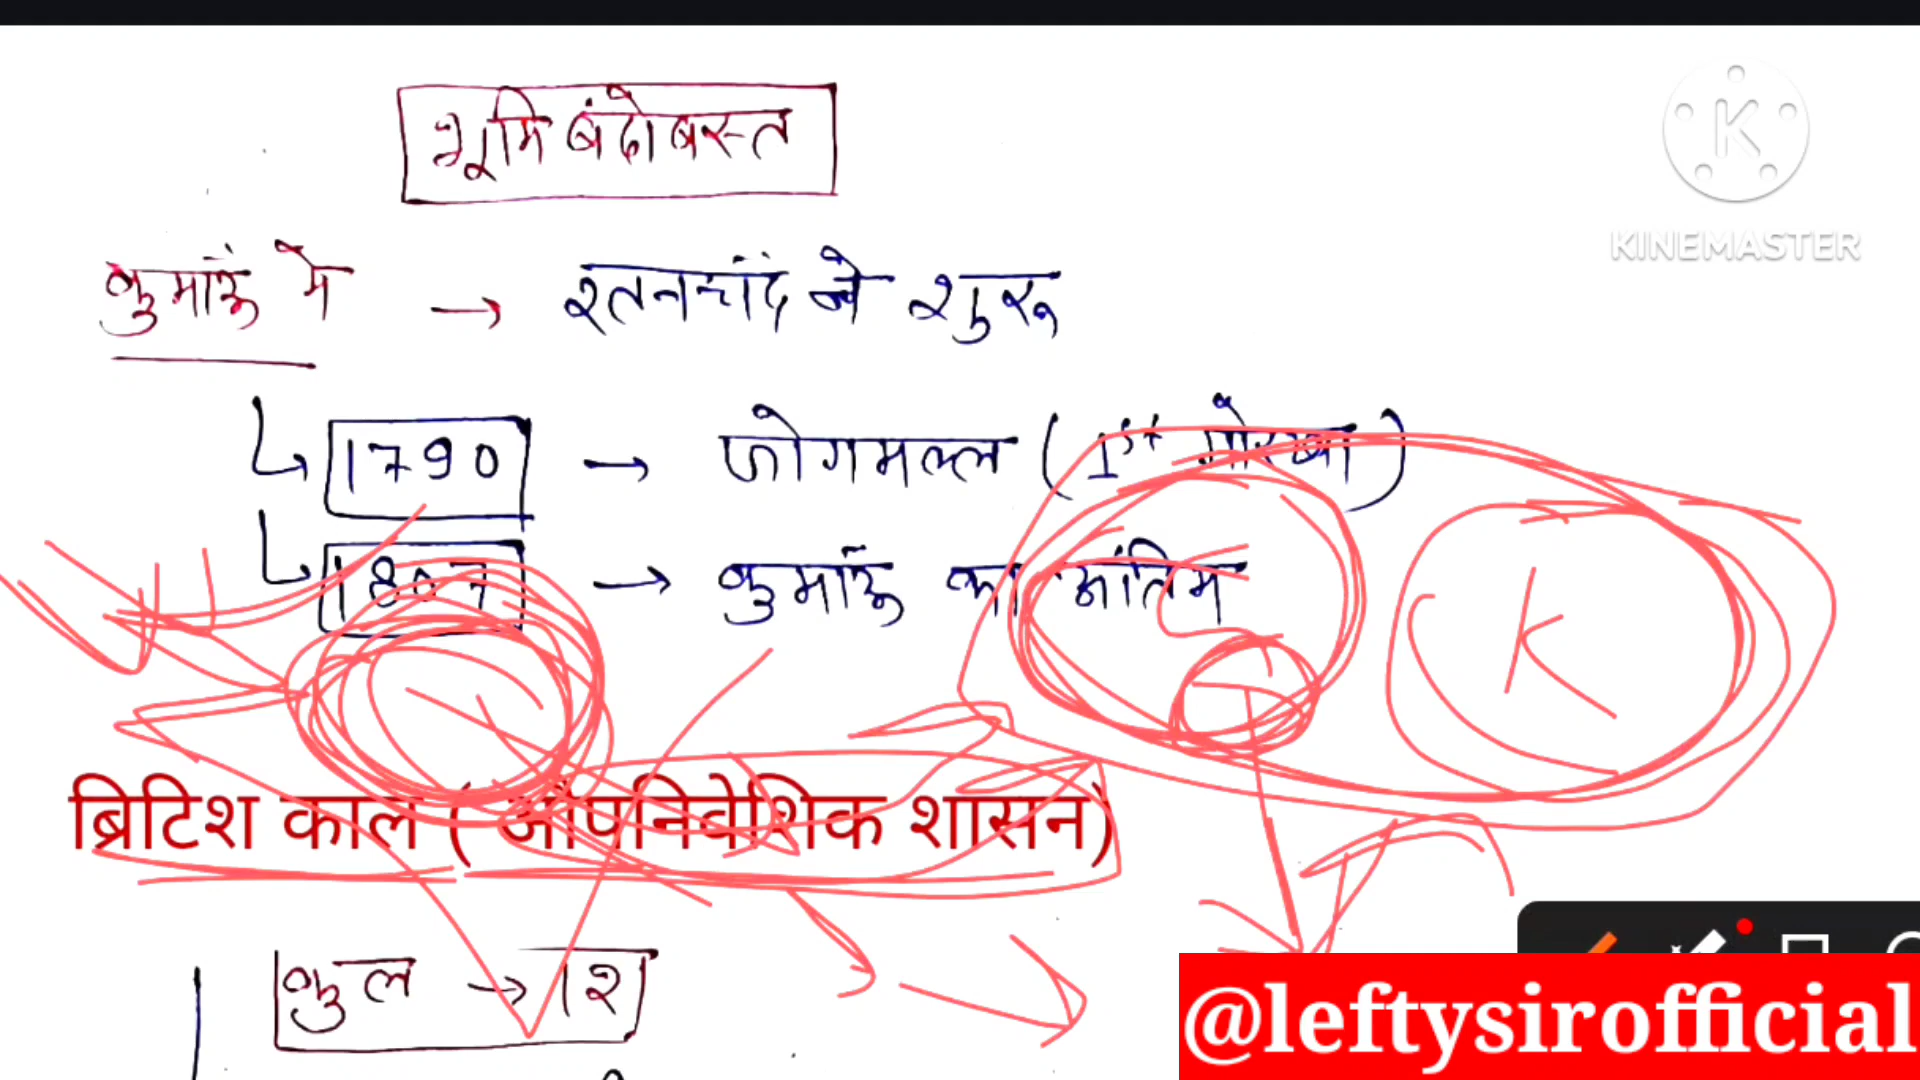 भूमि बंदोबस्त
KINEMASTER
कुमाऊं में → रतनचंद ने शुरू
1790 → जोगमल्ल (1st गोरखा)
1807 → कुमाऊँ का अंतिम
K
ब्रिटिश काल ( औपनिवेशिक शासन)
कुल → 12
@leftysirofficial